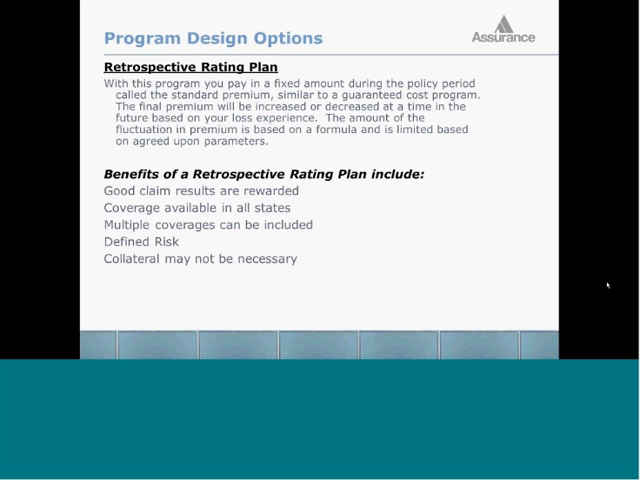 Program Design Options
Assurance
Retrospective Rating Plan
With this program you pay in a fixed amount during the policy period
called the standard premium, similar to a guaranteed cost program.
The final premium will be increased or decreased at a time in the
future based on your loss experience.  The amount of the
fluctuation in premium is based on a formula and is limited based
on agreed upon parameters.
Benefits of a Retrospective Rating Plan include:
Good claim results are rewarded
Coverage available in all states
Multiple coverages can be included
Defined Risk
Collateral may not be necessary